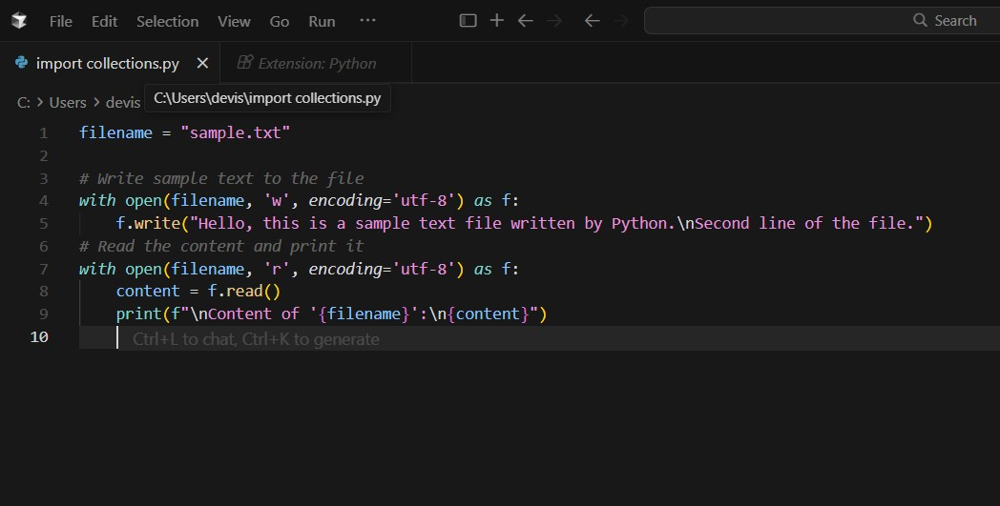 File Edit Selection View Go Run ··· Search
import collections.py Extension: Python
C: > Users > devis C:\Users\devis\import collections.py
1 filename = "sample.txt"
2
3 # Write sample text to the file
4 with open(filename, 'w', encoding='utf-8') as f:
5     f.write("Hello, this is a sample text file written by Python.\nSecond line of the file.")
6 # Read the content and print it
7 with open(filename, 'r', encoding='utf-8') as f:
8     content = f.read()
9     print(f"\nContent of '{filename}':\n{content}")
10     Ctrl+L to chat, Ctrl+K to generate